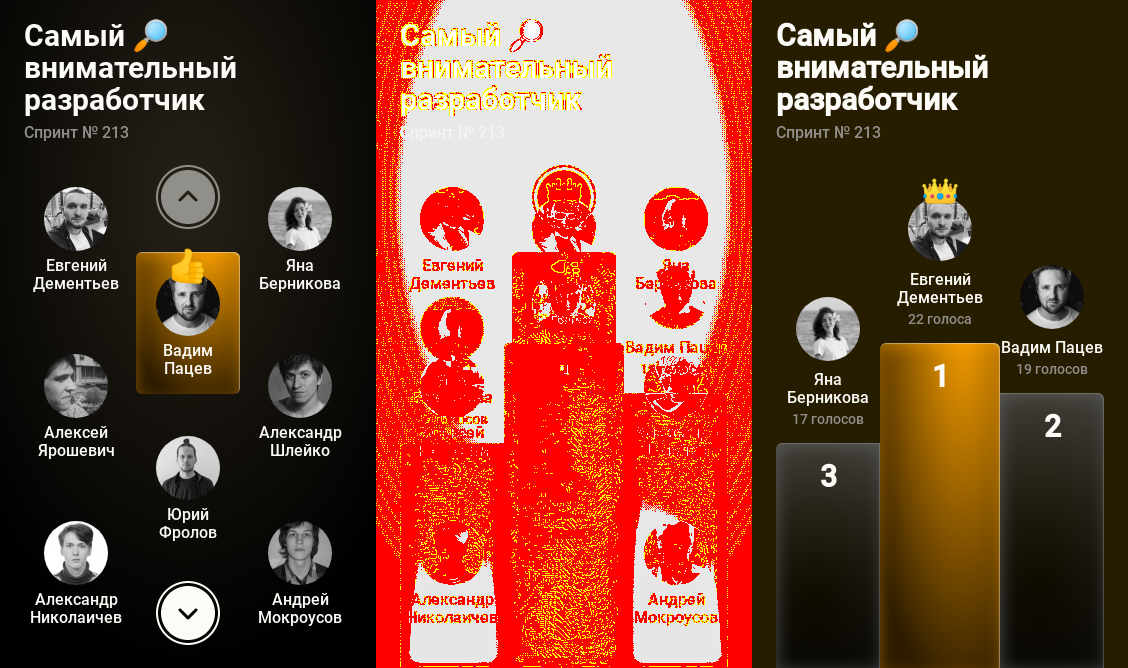 Самый 🔎
внимательный
разработчик
Спринт № 213
Евгений
Дементьев
Яна
Берникова
Вадим
Пацев
Алексей
Ярошевич
Александр
Шлейко
Юрий
Фролов
Александр
Николаичев
Андрей
Мокроусов
Самый
внимательный
разработчик
Спринт № 213
Евгений
Дементьев
Яна
Вадим Пацев
Александр
Николаичев
Андрей
Мокроусов
Самый 🔎
внимательный
разработчик
Спринт № 213
Евгений
Дементьев
22 голоса
Вадим Пацев
19 голосов
Яна
Берникова
17 голосов
1
2
3